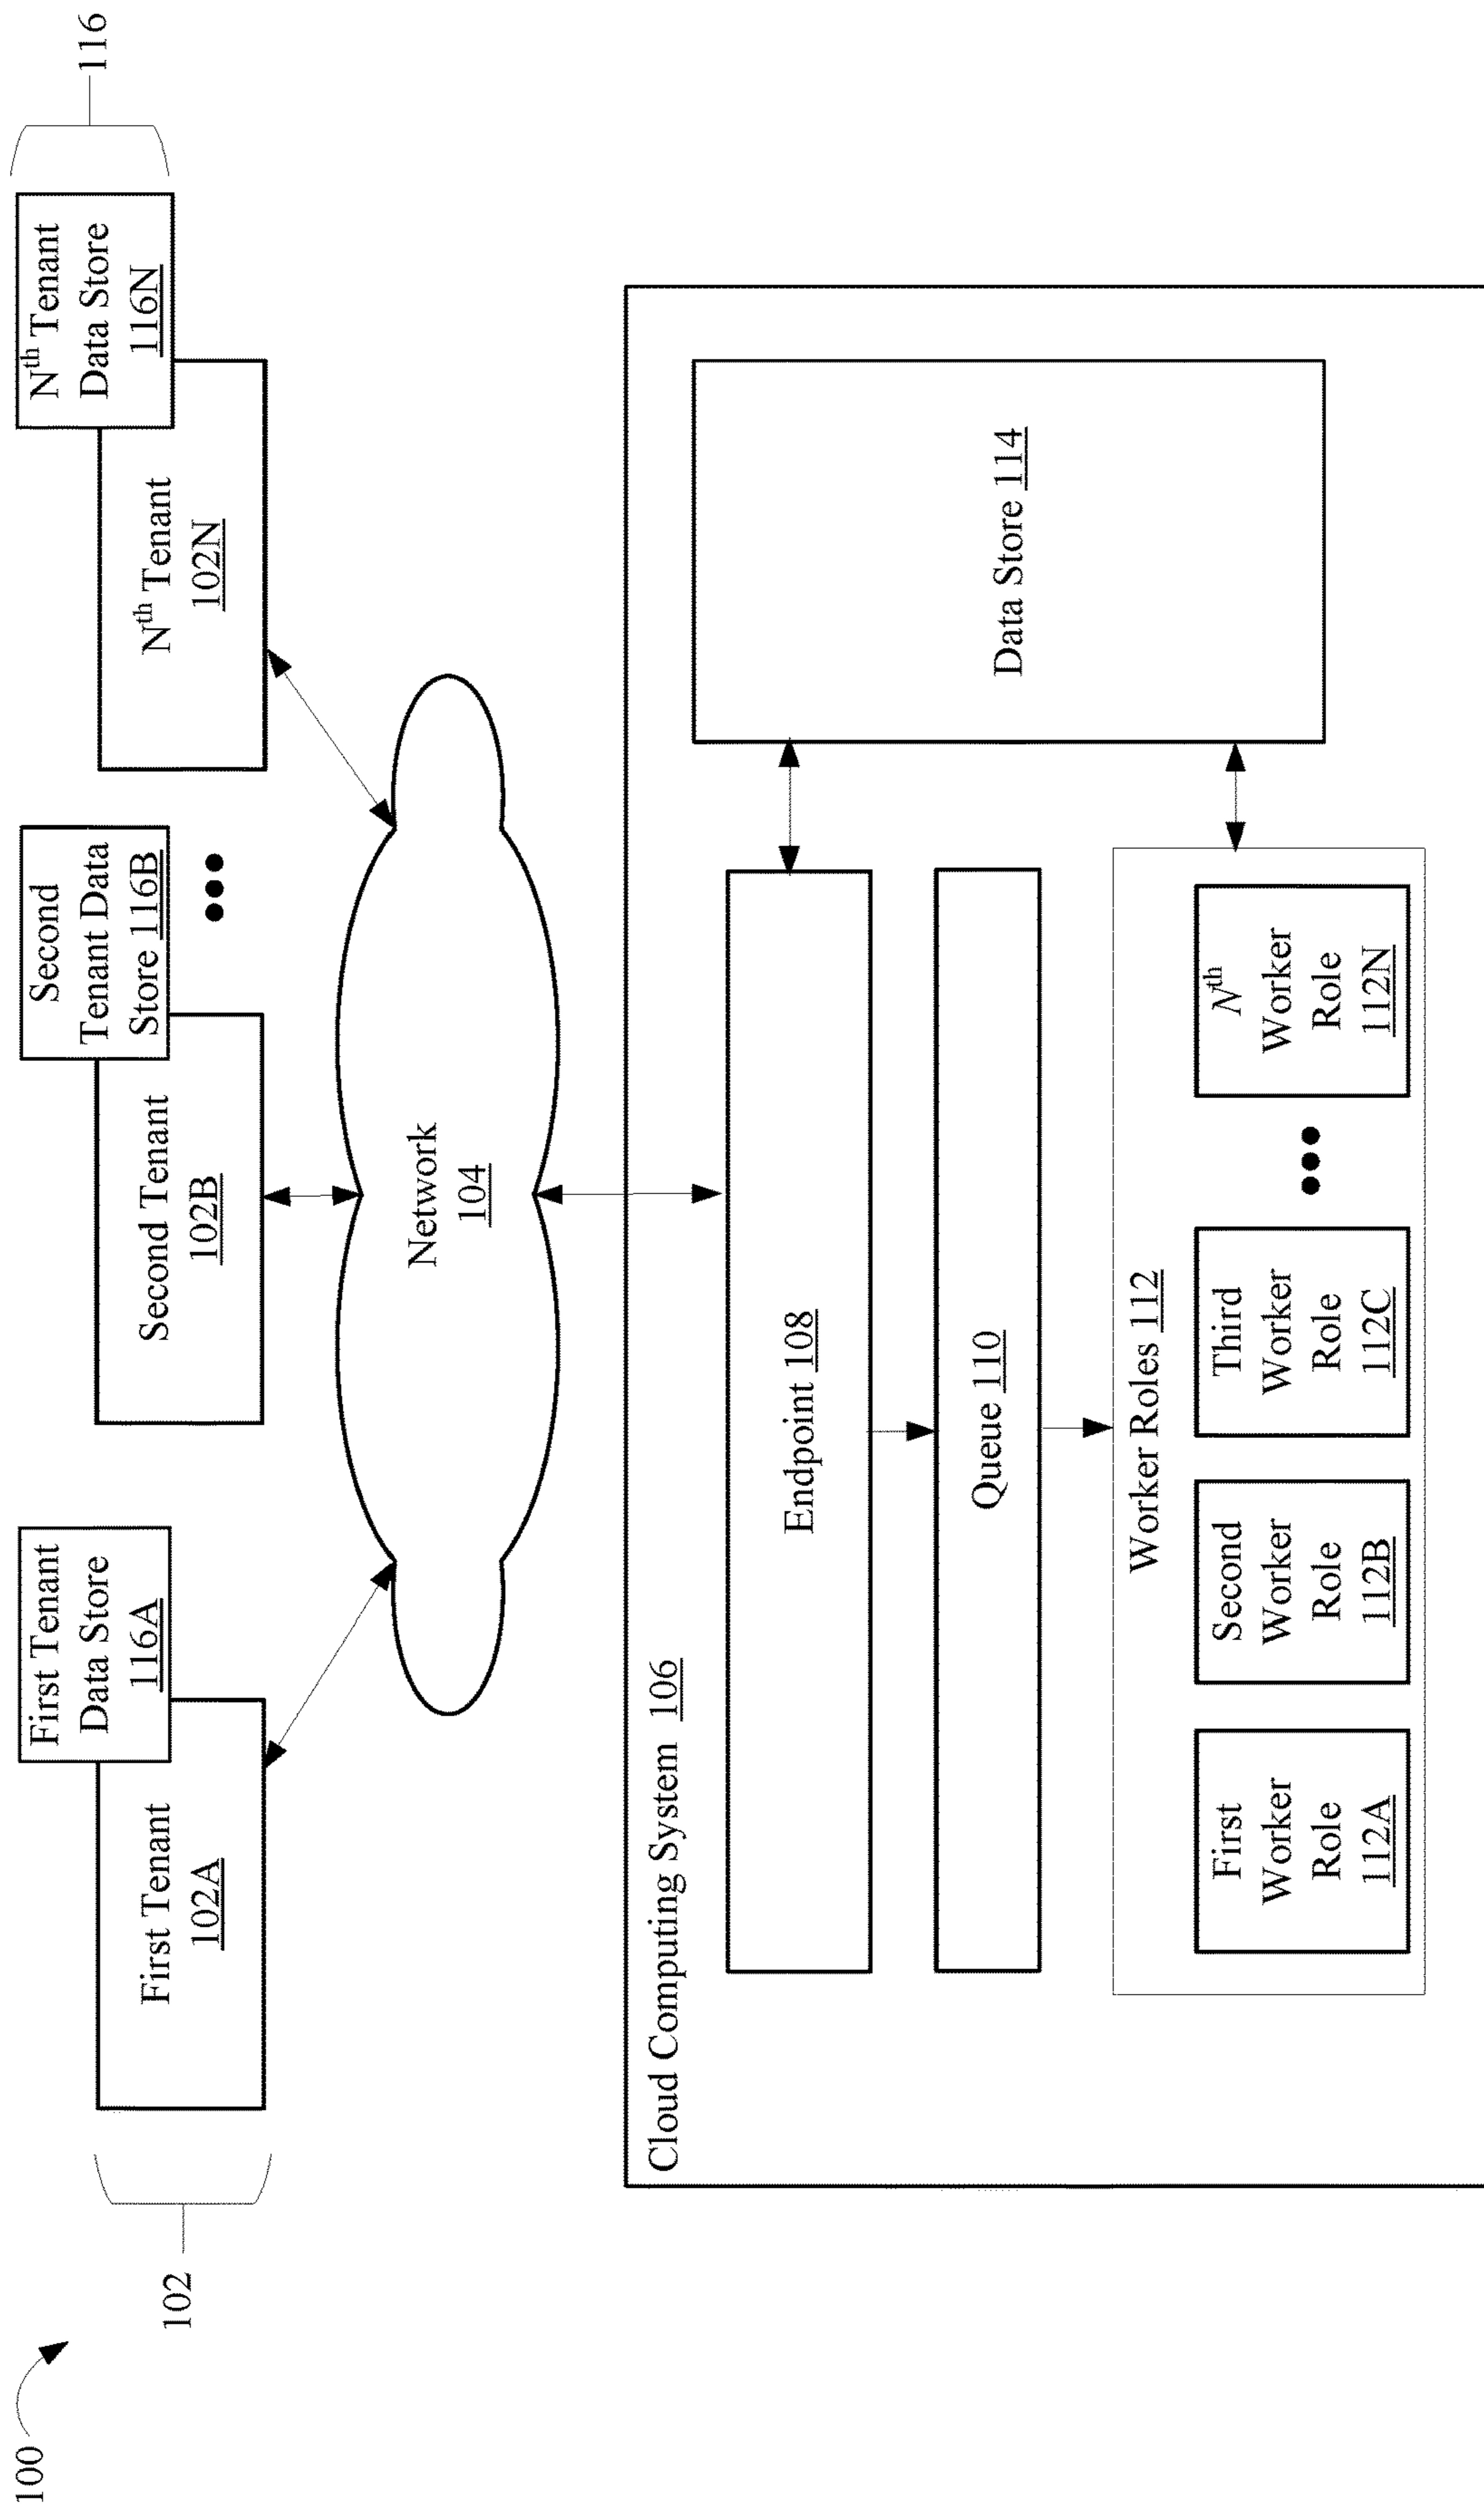 100
102
116
First Tenant
Data Store
116A
First Tenant
102A
Second
Tenant Data
Store 116B
Second Tenant
102B
•••
Nth Tenant
Data Store
116N
Nth Tenant
102N
Network
104
Cloud Computing System 106
Endpoint 108
Queue 110
Data Store 114
Worker Roles 112
First
Worker
Role
112A
Second
Worker
Role
112B
Third
Worker
Role
112C
•••
Nth
Worker
Role
112N